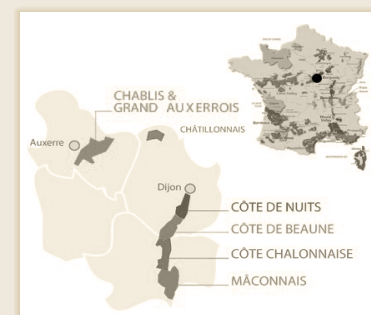 CHABLIS &
GRAND AUXERROIS
Auxerre
CHÂTILLONNAIS
Dijon
CÔTE DE NUITS
CÔTE DE BEAUNE
CÔTE CHALONNAISE
MÂCONNAIS